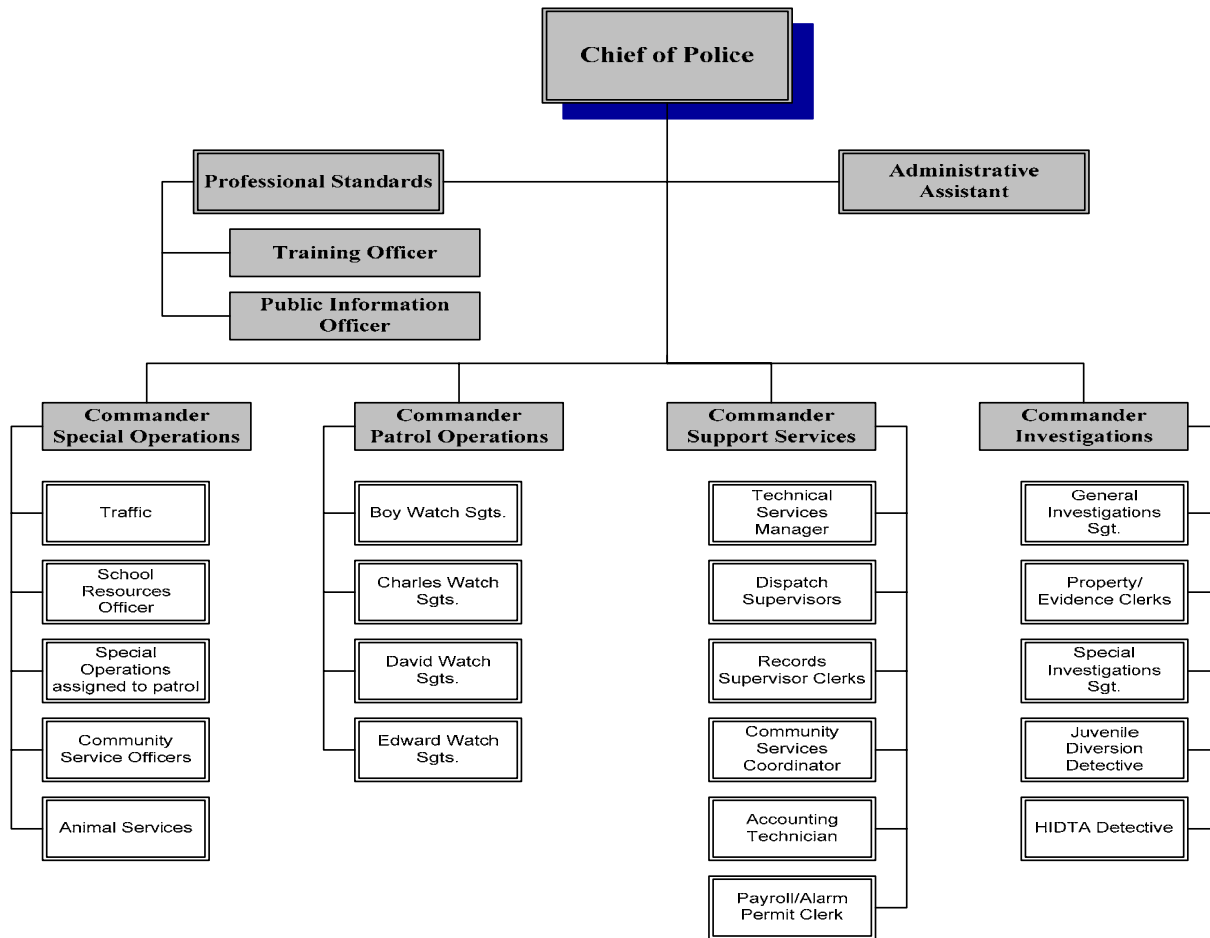 Chief of Police
Professional Standards
Administrative
Assistant
Training Officer
Public Information
Officer
Commander
Special Operations
Traffic
School
Resources
Officer
Special
Operations
assigned to patrol
Community
Service Officers
Animal Services
Commander
Patrol Operations
Boy Watch Sgts.
Charles Watch
Sgts.
David Watch
Sgts.
Edward Watch
Sgts.
Commander
Support Services
Technical
Services
Manager
Dispatch
Supervisors
Records
Supervisor Clerks
Community
Services
Coordinator
Accounting
Technician
Payroll/Alarm
Permit Clerk
Commander
Investigations
General
Investigations
Sgt.
Property/
Evidence Clerks
Special
Investigations
Sgt.
Juvenile
Diversion
Detective
HIDTA Detective